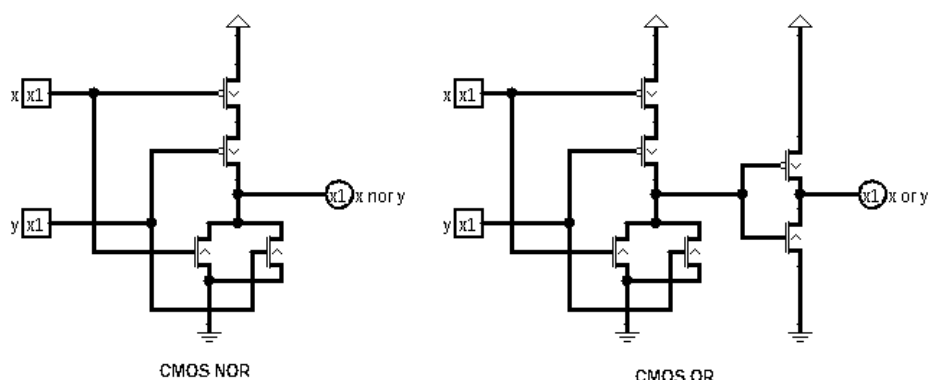 x x1
y x1
x1 x nor y
CMOS NOR
x x1
y x1
x1 x or y
CMOS OR